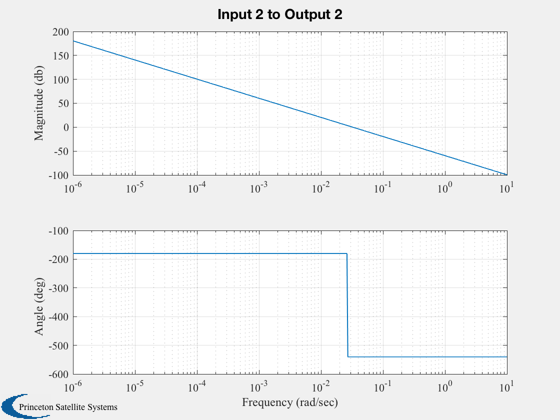 Input 2 to Output 2
Magnitude (db)
200
150
100
50
0
-50
-100
10^-6 10^-5 10^-4 10^-3 10^-2 10^-1 10^0 10^1
Angle (deg)
-100
-200
-300
-400
-500
-600
10^-6 10^-5 10^-4 10^-3 10^-2 10^-1 10^0 10^1
Frequency (rad/sec)
Princeton Satellite Systems